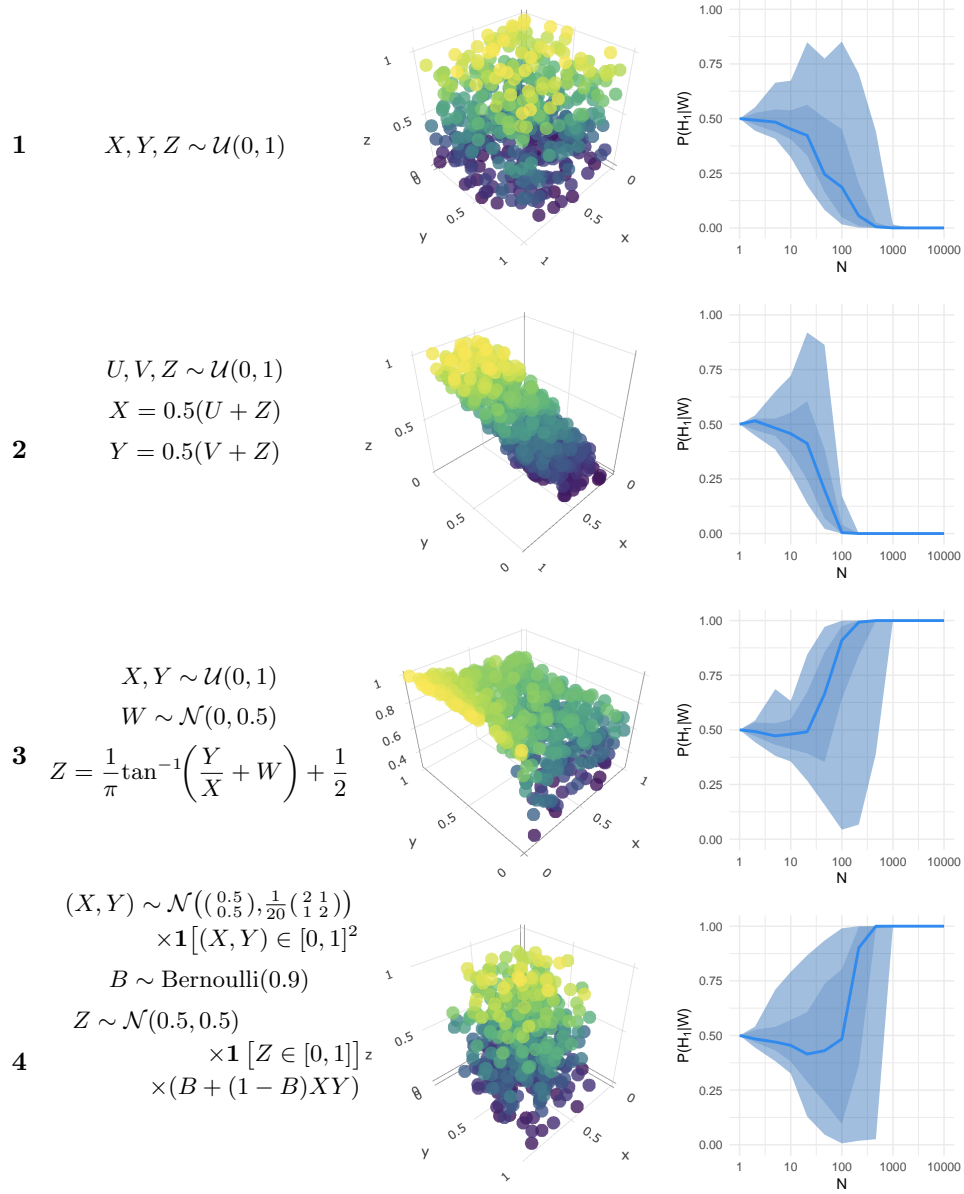 1
X, Y, Z ∼ 𝒰(0, 1)
z
1
0.5
0
0
0.5
1
y
0
0.5
1
x
P(H₁|W)
1.00
0.75
0.50
0.25
0.00
1
10
100
1000
10000
N
2
U, V, Z ∼ 𝒰(0, 1)
X = 0.5(U + Z)
Y = 0.5(V + Z)
z
1
0.5
0
0.5
0
y
0
0.5
1
x
P(H₁|W)
1.00
0.75
0.50
0.25
0.00
1
10
100
1000
10000
N
3
X, Y ∼ 𝒰(0, 1)
W ∼ 𝒩(0, 0.5)
Z = 1/π tan⁻¹(Y/X + W) + 1/2
1
0.8
0.6
0.4
1
0.5
0
y
1
0.5
0
x
P(H₁|W)
1.00
0.75
0.50
0.25
0.00
1
10
100
1000
10000
N
4
(X, Y) ∼ 𝒩((0.5 0.5), 1/20 (2 1 1 2))
×1[(X, Y) ∈ [0, 1]²
B ∼ Bernoulli(0.9)
Z ∼ 𝒩(0.5, 0.5)
×1 [Z ∈ [0, 1]]
×(B + (1 − B)XY)
z
1
0.5
0
0
0.5
1
y
0
0.5
x
P(H₁|W)
1.00
0.75
0.50
0.25
0.00
1
10
100
1000
10000
N